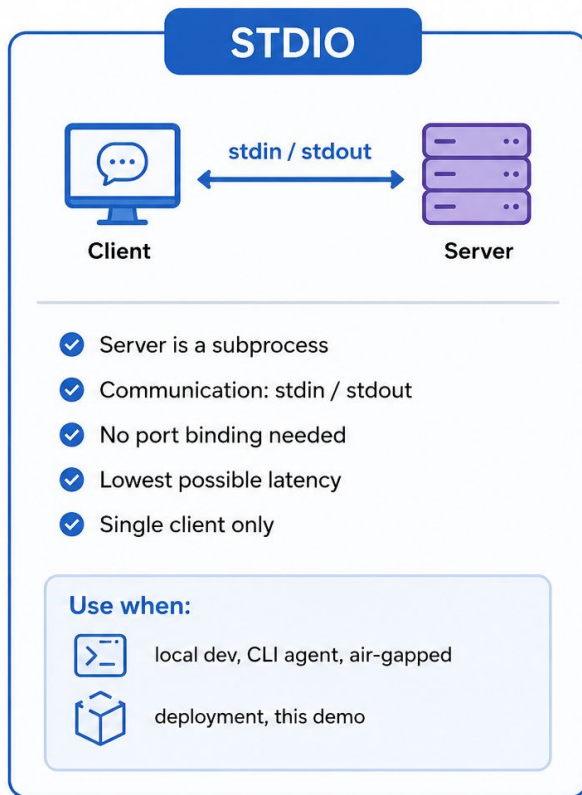 STDIO
stdin / stdout
Client
Server
Server is a subprocess
Communication: stdin / stdout
No port binding needed
Lowest possible latency
Single client only
Use when:
local dev, CLI agent, air-gapped
deployment, this demo